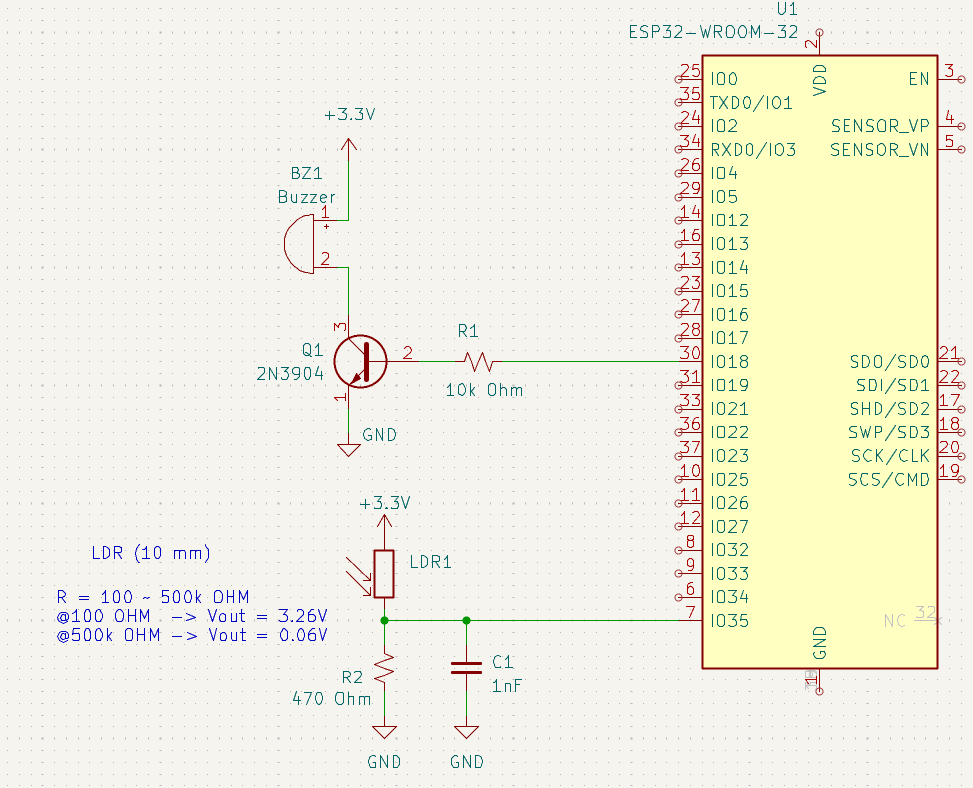 U1
ESP32-WROOM-32
2
VDD
25 IO0
35 TXD0/IO1
24 IO2
34 RXD0/IO3
26 IO4
29 IO5
14 IO12
16 IO13
13 IO14
23 IO15
27 IO16
28 IO17
30 IO18
31 IO19
33 IO21
36 IO22
37 IO23
10 IO25
11 IO26
12 IO27
8 IO32
9 IO33
6 IO34
7 IO35
EN 3
SENSOR_VP 4
SENSOR_VN 5
SDO/SD0 21
SDI/SD1 22
SHD/SD2 17
SWP/SD3 18
SCK/CLK 20
SCS/CMD 19
NC 32
GND
1
+3.3V
BZ1
Buzzer
1
+
2
3
Q1
2N3904
2
1
GND
R1
10k Ohm
+3.3V
LDR1
LDR (10 mm)
R = 100 ~ 500k OHM
@100 OHM -> Vout = 3.26V
@500k OHM -> Vout = 0.06V
R2
470 Ohm
C1
1nF
GND
GND